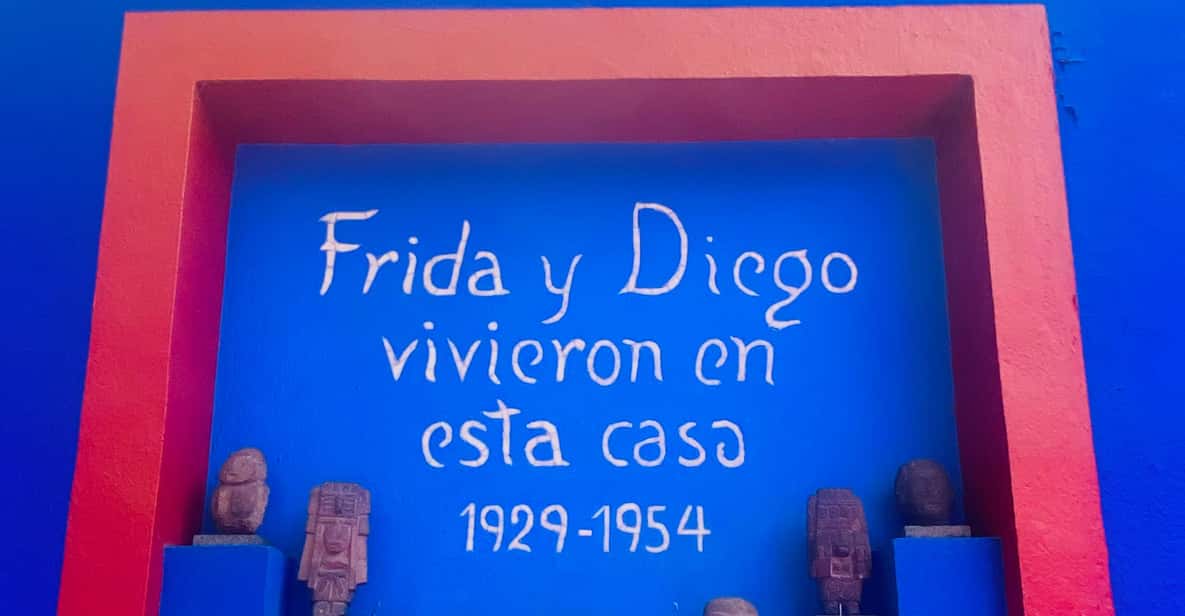 Frida y Diego
vivieron en
esta casa
1929-1954